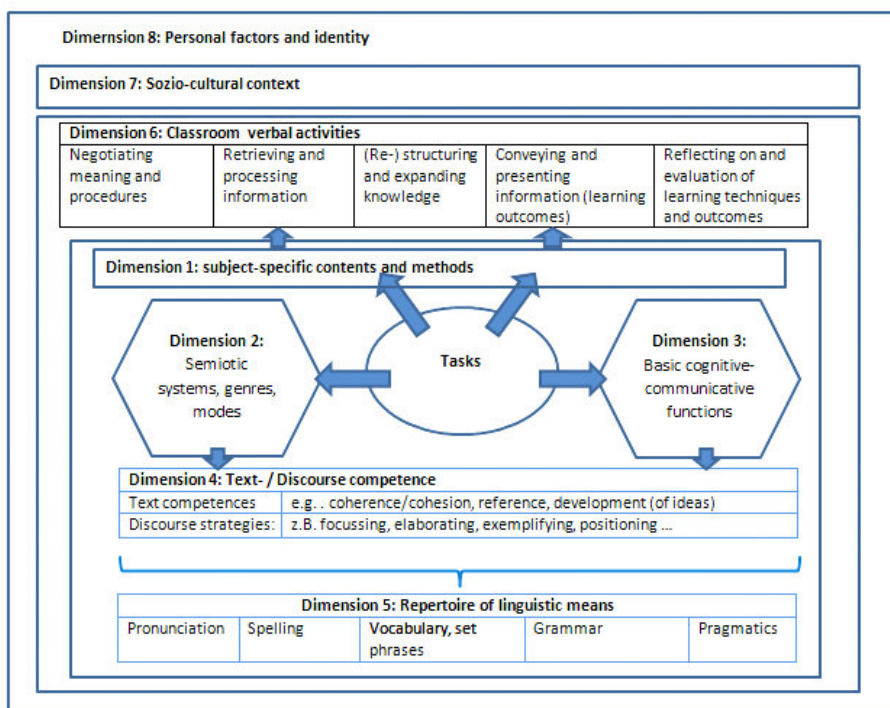 Dimernsion 8: Personal factors and identity
Dimension 7: Sozio-cultural context
Dimension 6: Classroom verbal activities
Negotiating
meaning and
procedures
Retrieving and
processing
information
(Re-) structuring
and expanding
knowledge
Conveying and
presenting
information (learning
outcomes)
Reflecting on and
evaluation of
learning techniques
and outcomes
Dimension 1: subject-specific contents and methods
Dimension 2:
Semiotic
systems, genres,
modes
Tasks
Dimension 3:
Basic cognitive-
communicative
functions
Dimension 4: Text- / Discourse competence
Text competences
e.g. . coherence/cohesion, reference, development (of ideas)
Discourse strategies:
z.B. focussing, elaborating, exemplifying, positioning ...
Dimension 5: Repertoire of linguistic means
Pronunciation
Spelling
Vocabulary, set
phrases
Grammar
Pragmatics